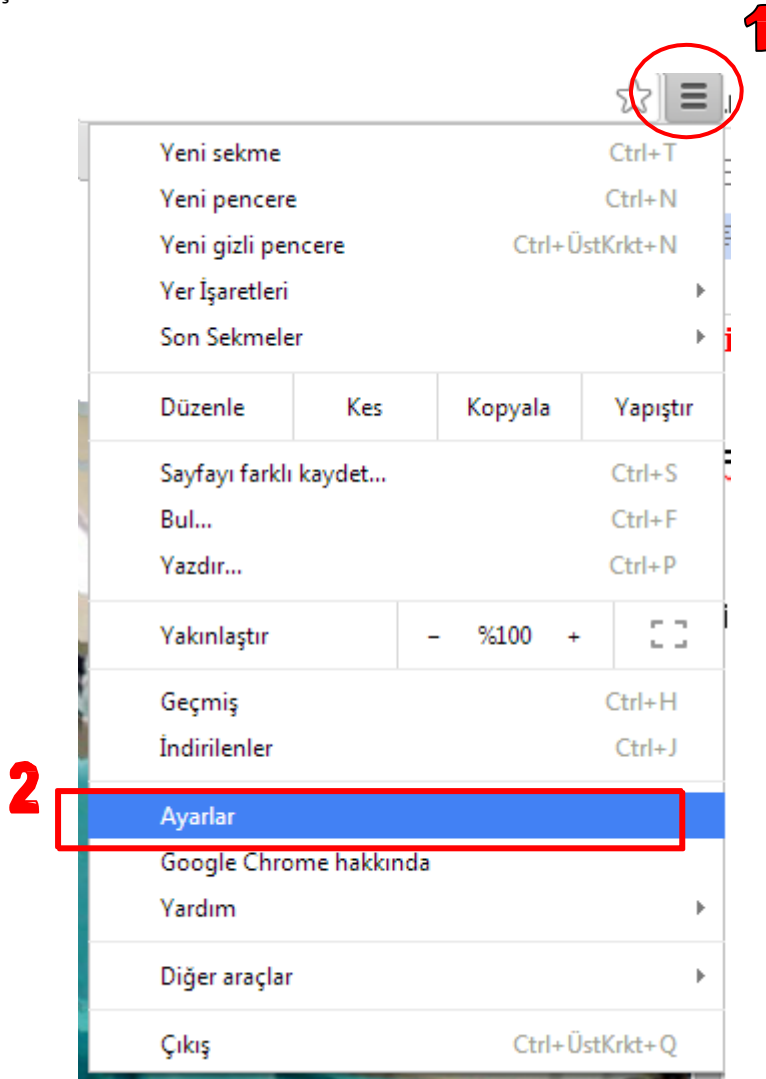 1
Yeni sekme Ctrl+T
Yeni pencere Ctrl+N
Yeni gizli pencere Ctrl+ÜstKrkt+N
Yer İşaretleri
Son Sekmeler
Düzenle Kes Kopyala Yapıştır
Sayfayı farklı kaydet... Ctrl+S
Bul... Ctrl+F
Yazdır... Ctrl+P
Yakınlaştır - %100 +
Geçmiş Ctrl+H
İndirilenler Ctrl+J
2
Ayarlar
Google Chrome hakkında
Yardım
Diğer araçlar
Çıkış Ctrl+ÜstKrkt+Q